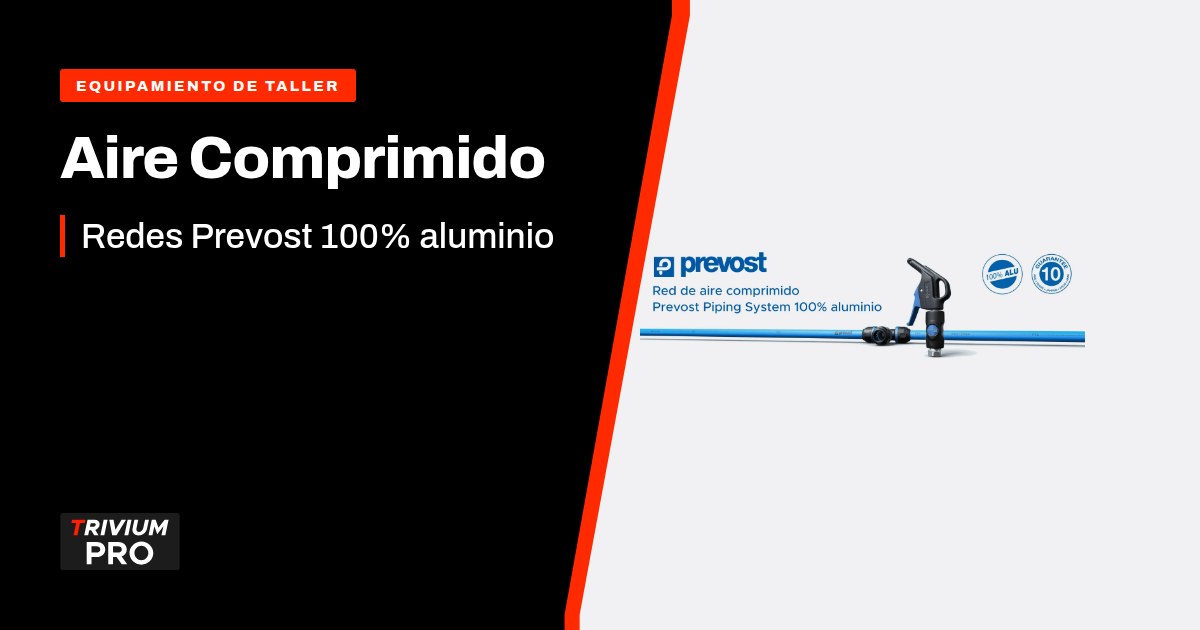 EQUIPAMIENTO DE TALLER
Aire Comprimido
Redes Prevost 100% aluminio
prevost
Red de aire comprimido
Prevost Piping System 100% aluminio
100% ALU
GUARANTEE
10
TRIVIUM
PRO